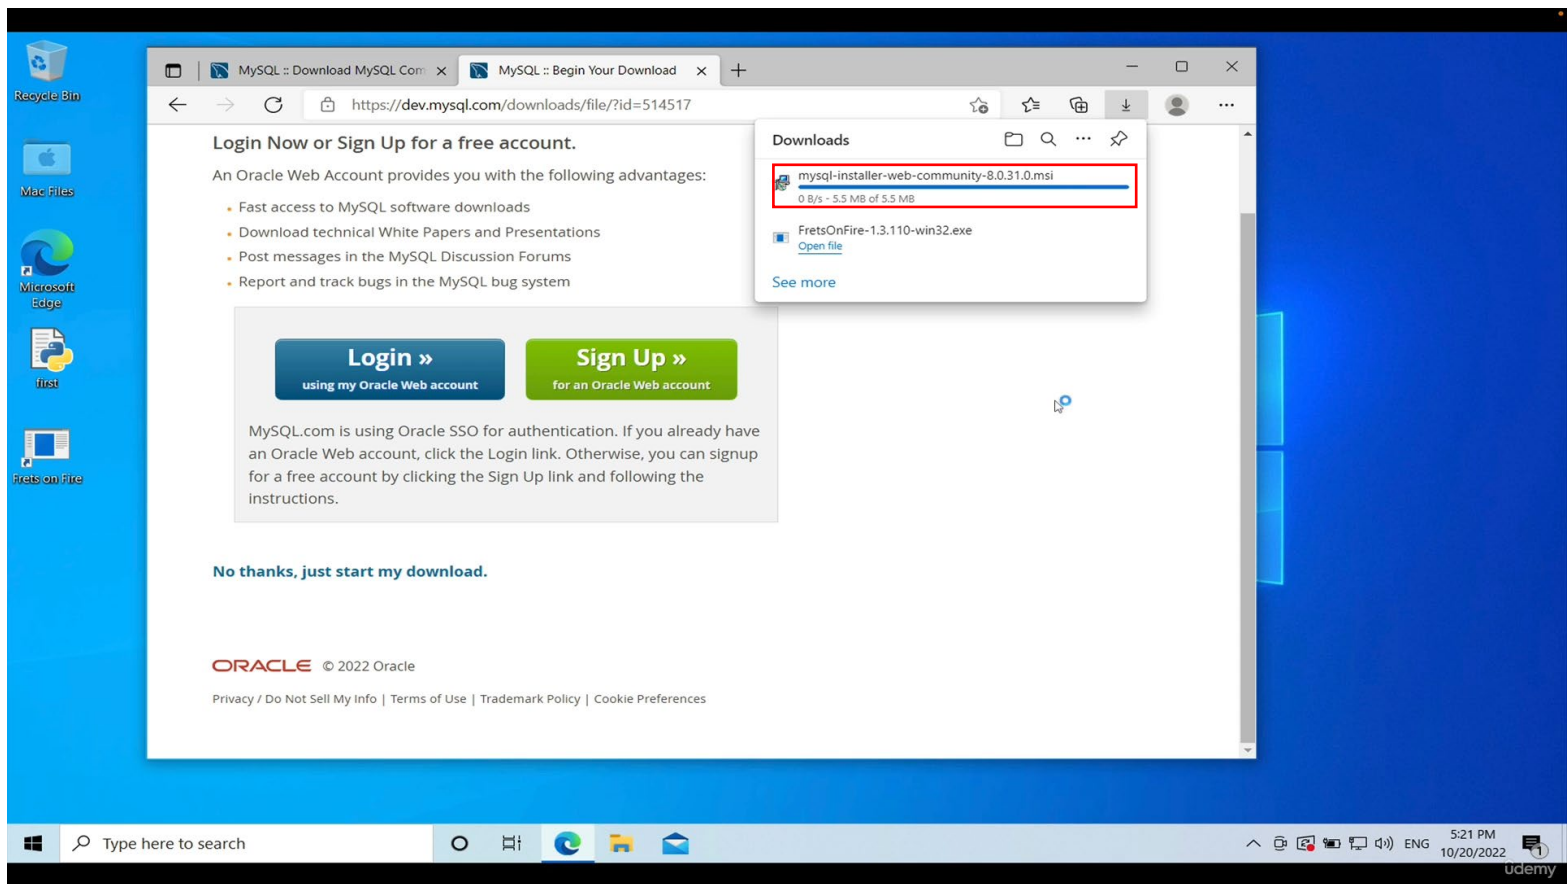 Recycle Bin
Mac Files
Microsoft
Edge
first
Frets on Fire
MySQL :: Download MySQL Com
MySQL :: Begin Your Download
https://dev.mysql.com/downloads/file/?id=514517
Login Now or Sign Up for a free account.
An Oracle Web Account provides you with the following advantages:
Fast access to MySQL software downloads
Download technical White Papers and Presentations
Post messages in the MySQL Discussion Forums
Report and track bugs in the MySQL bug system
Login »
using my Oracle Web account
Sign Up »
for an Oracle Web account
MySQL.com is using Oracle SSO for authentication. If you already have
an Oracle Web account, click the Login link. Otherwise, you can signup
for a free account by clicking the Sign Up link and following the
instructions.
No thanks, just start my download.
ORACLE © 2022 Oracle
Privacy / Do Not Sell My Info | Terms of Use | Trademark Policy | Cookie Preferences
Downloads
mysql-installer-web-community-8.0.31.0.msi
0 B/s - 5.5 MB of 5.5 MB
FretsOnFire-1.3.110-win32.exe
Open file
See more
Type here to search
ENG
5:21 PM
10/20/2022
1
ûdemy